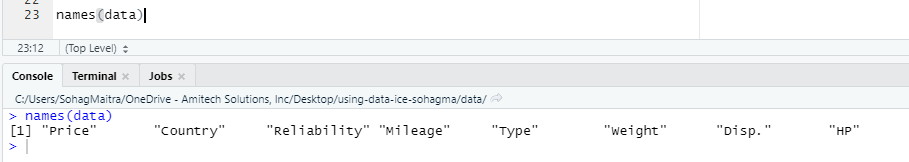 22
23 names(data)
23:12 (Top Level)
Console Terminal × Jobs ×
C:/Users/SohagMaitra/OneDrive - Amitech Solutions, Inc/Desktop/using-data-ice-sohagma/data/
> names(data)
[1] "Price" "Country" "Reliability" "Mileage" "Type" "Weight" "Disp." "HP"
>